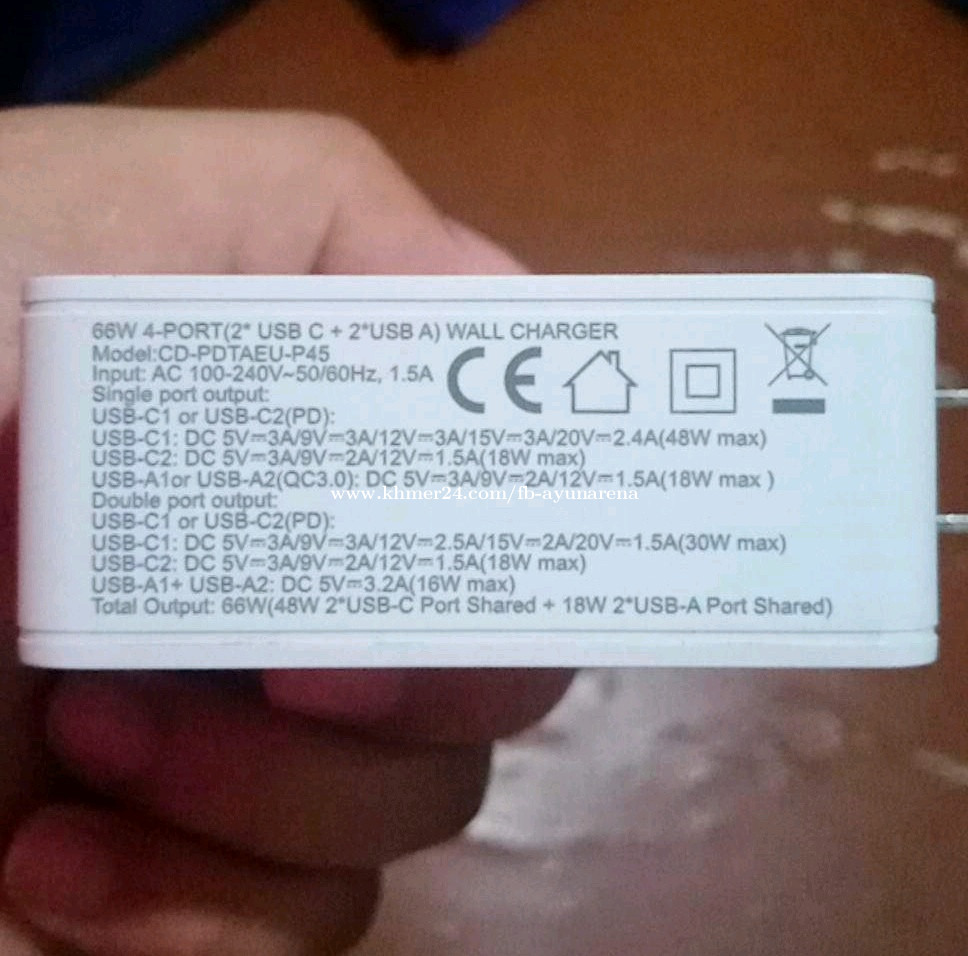 66W 4-PORT(2* USB C + 2*USB A) WALL CHARGER
Model:CD-PDTAEU-P45
Input: AC 100-240V~50/60Hz, 1.5A
Single port output:
USB-C1 or USB-C2(PD):
USB-C1: DC 5V⎓3A/9V⎓3A/12V⎓3A/15V⎓3A/20V⎓2.4A(48W max)
USB-C2: DC 5V⎓3A/9V⎓2A/12V⎓1.5A(18W max)
USB-A1or USB-A2(QC3.0): DC 5V⎓3A/9V⎓2A/12V⎓1.5A(18W max )
www.khmer24.com/fb-ayunarena
Double port output:
USB-C1 or USB-C2(PD):
USB-C1: DC 5V⎓3A/9V⎓3A/12V⎓2.5A/15V⎓2A/20V⎓1.5A(30W max)
USB-C2: DC 5V⎓3A/9V⎓2A/12V⎓1.5A(18W max)
USB-A1+ USB-A2: DC 5V⎓3.2A(16W max)
Total Output: 66W(48W 2*USB-C Port Shared + 18W 2*USB-A Port Shared)
CE